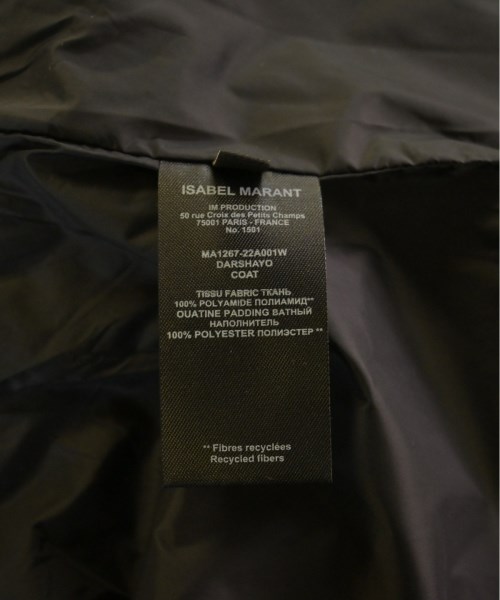 ISABEL MARANT
IM PRODUCTION
50 rue Croix des Petits Champs
75001 PARIS - FRANCE
No. 1501
MA1267-22A001W
DARSHAYO
COAT
TISSU FABRIC ТКАНЬ
100% POLYAMIDE ПОЛИАМИД**
OUATINE PADDING ВАТНЫЙ
НАПОЛНИТЕЛЬ
100% POLYESTER ПОЛИЭСТЕР **
** Fibres recyclées
Recycled fibers